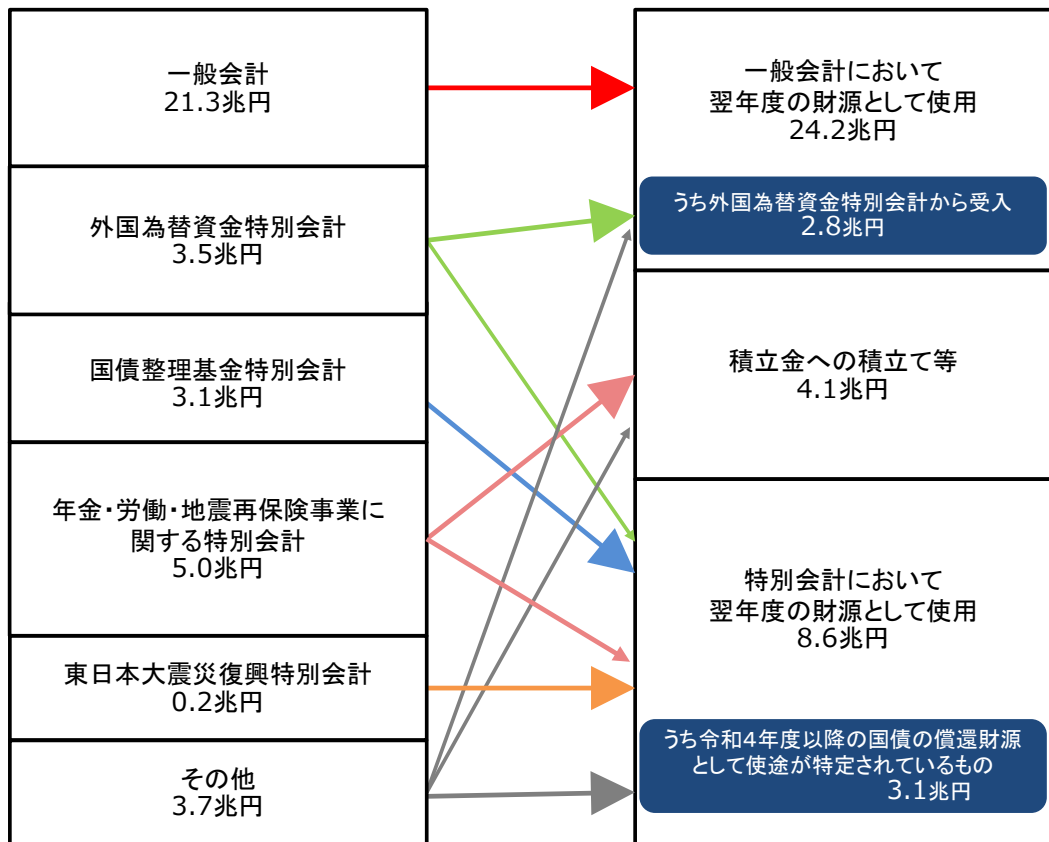 一般会計
21.3兆円
外国為替資金特別会計
3.5兆円
国債整理基金特別会計
3.1兆円
年金・労働・地震再保険事業に
関する特別会計
5.0兆円
東日本大震災復興特別会計
0.2兆円
その他
3.7兆円
一般会計において
翌年度の財源として使用
24.2兆円
うち外国為替資金特別会計から受入
2.8兆円
積立金への積立て等
4.1兆円
特別会計において
翌年度の財源として使用
8.6兆円
うち令和4年度以降の国債の償還財源
として使途が特定されているもの
3.1兆円